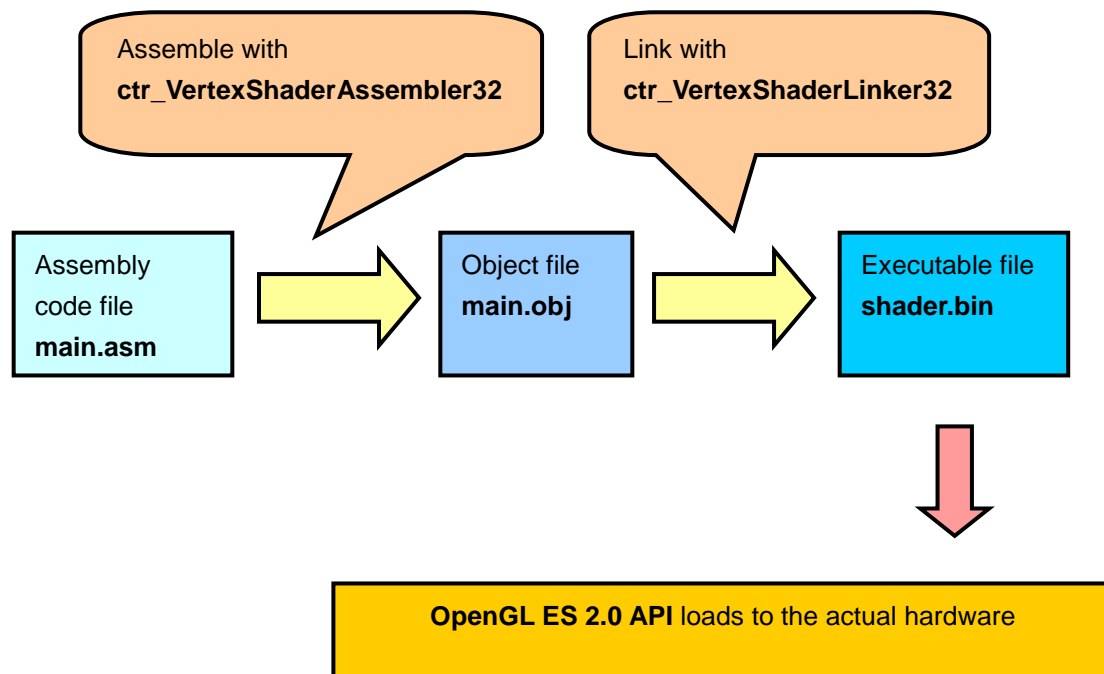 Assemble with
ctr_VertexShaderAssembler32
Link with
ctr_VertexShaderLinker32
Assembly
code file
main.asm
Object file
main.obj
Executable file
shader.bin
OpenGL ES 2.0 API loads to the actual hardware